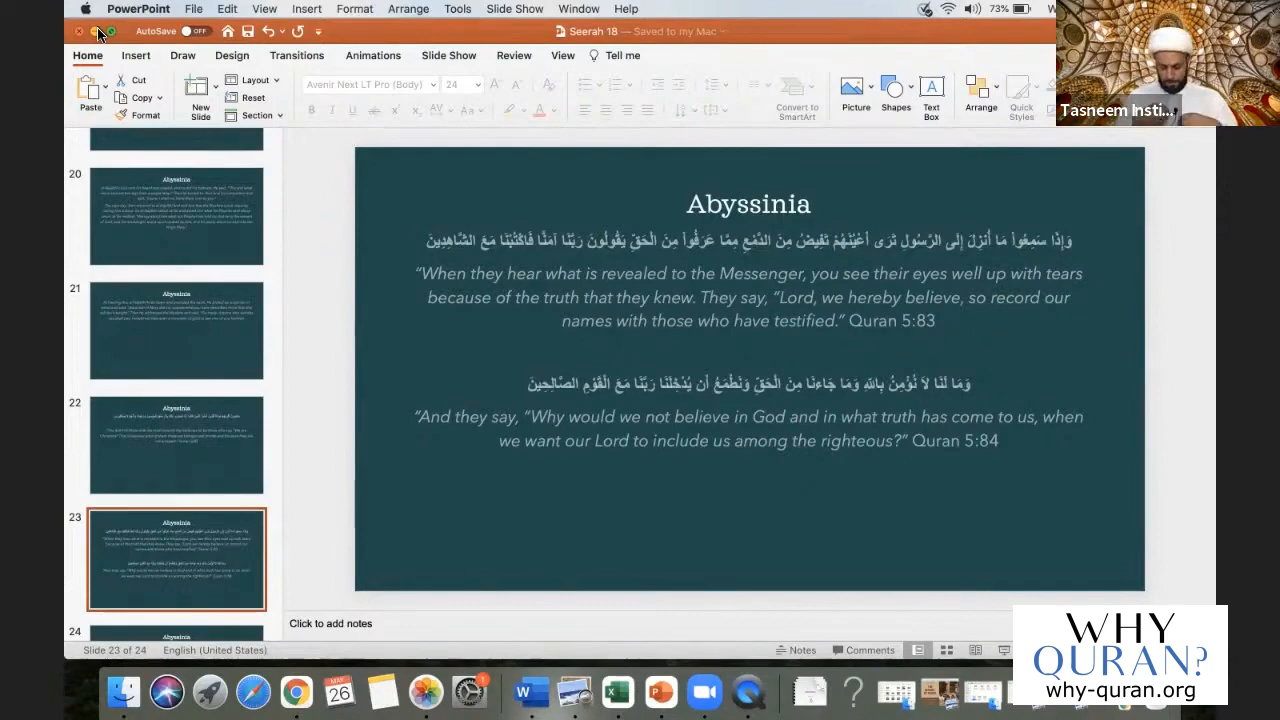 PowerPoint File Edit View Insert Format Arrange Tools Slide Show Window Help 73%
AutoSave OFF Seerah 18 — Saved to my Mac
Home Insert Draw Design Transitions Animations Slide Show Review View Tell me
Paste Cut Copy Format
New Slide Layout Reset Section
Avenir Next LT Pro (Body) 24
Convert to SmartArt
Picture Shapes Text Box Arrange Quick Styles
Tasneem Insti...
20
Abyssinia
21
Abyssinia
22
Abyssinia
23
Abyssinia
24
Abyssinia
Abyssinia
وَإِذَا سَمِعُواْ مَا أُنْزِلَ إِلَى الرَّسُولِ تَرَى أَعْيُنَهُمْ تَفِيضُ مِنَ الدَّمْعِ مِمَّا عَرَفُواْ مِنَ الْحَقِّ يَقُولُونَ رَبَّنَا آمَنَّا فَاكْتُبْنَا مَعَ الشَّاهِدِينَ
“When they hear what is revealed to the Messenger, you see their eyes well up with tears
because of the truth that they know. They say, “Lord, we hereby believe, so record our
names with those who have testified” Quran 5:83
وَمَا لَنَا لاَ نُؤْمِنُ بِاللهِ وَمَا جَاءنَا مِنَ الْحَقِّ وَنَطْمَعُ أَن يُدْخِلَنَا رَبَّنَا مَعَ الْقَوْمِ الصَّالِحِينَ
“And they say, “Why would we not believe in God and what truth has come to us, when
we want our Lord to include us among the righteous?” Quran 5:84
Click to add notes
Slide 23 of 24 English (United States) Notes Comments
MAY
26
1
WHY
QURAN?
why-quran.org